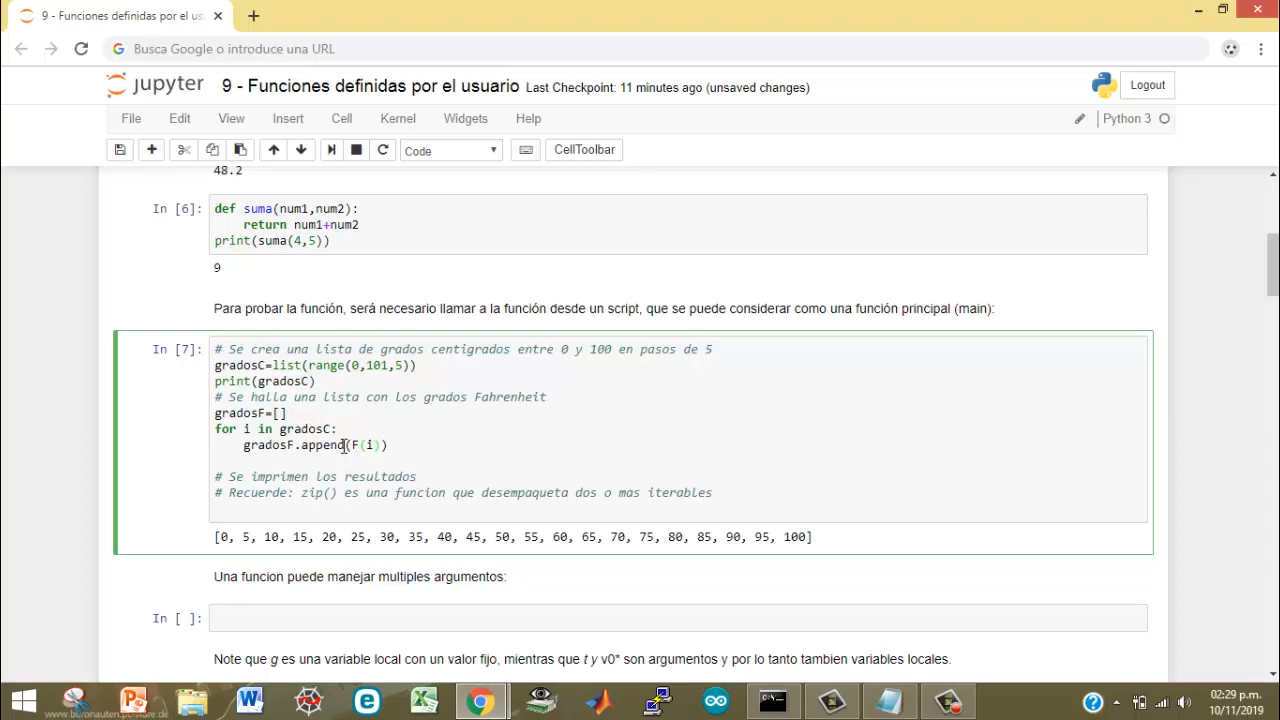 9 - Funciones definidas por el us
Busca Google o introduce una URL
jupyter 9 - Funciones definidas por el usuario Last Checkpoint: 11 minutes ago (unsaved changes)
Logout
File Edit View Insert Cell Kernel Widgets Help
Python 3
Code
CellToolbar
48.2
In [6]:
def suma(num1,num2):
    return num1+num2
print(suma(4,5))
9
Para probar la función, será necesario llamar a la función desde un script, que se puede considerar como una función principal (main):
In [7]:
# Se crea una lista de grados centigrados entre 0 y 100 en pasos de 5
gradosC=list(range(0,101,5))
print(gradosC)
# Se halla una lista con los grados Fahrenheit
gradosF=[]
for i in gradosC:
    gradosF.append(F(i))
# Se imprimen los resultados
# Recuerde: zip() es una funcion que desempaqueta dos o mas iterables
[0, 5, 10, 15, 20, 25, 30, 35, 40, 45, 50, 55, 60, 65, 70, 75, 80, 85, 90, 95, 100]
Una funcion puede manejar multiples argumentos:
In [ ]:
Note que g es una variable local con un valor fijo, mientras que t y v0" son argumentos y por lo tanto tambien variables locales.
02:29 p.m.
10/11/2019